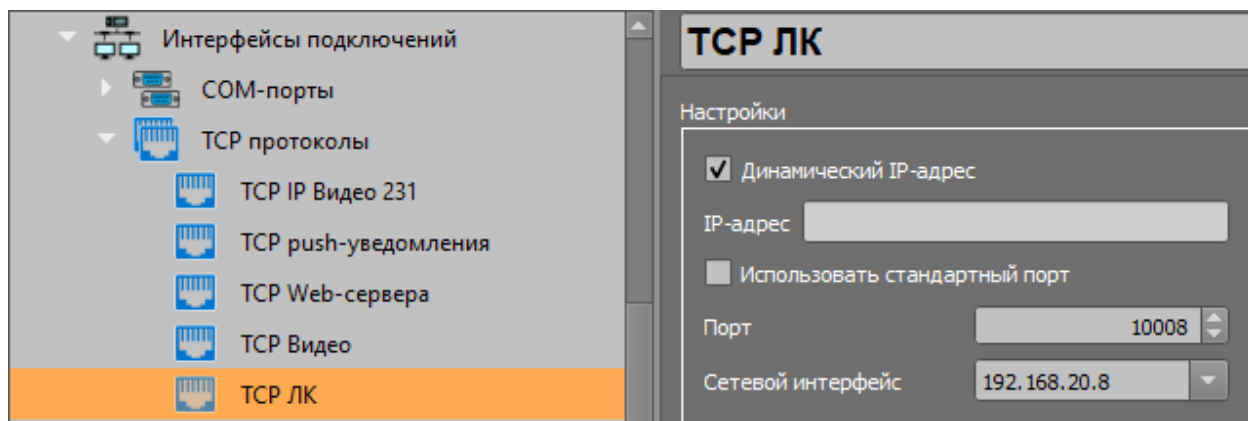 Интерфейсы подключений
COM-порты
TCP протоколы
TCP IP Видео 231
TCP push-уведомления
TCP Web-сервера
TCP Видео
TCP ЛК
TCP ЛК
Настройки
Динамический IP-адрес
IP-адрес
Использовать стандартный порт
Порт 10008
Сетевой интерфейс 192.168.20.8